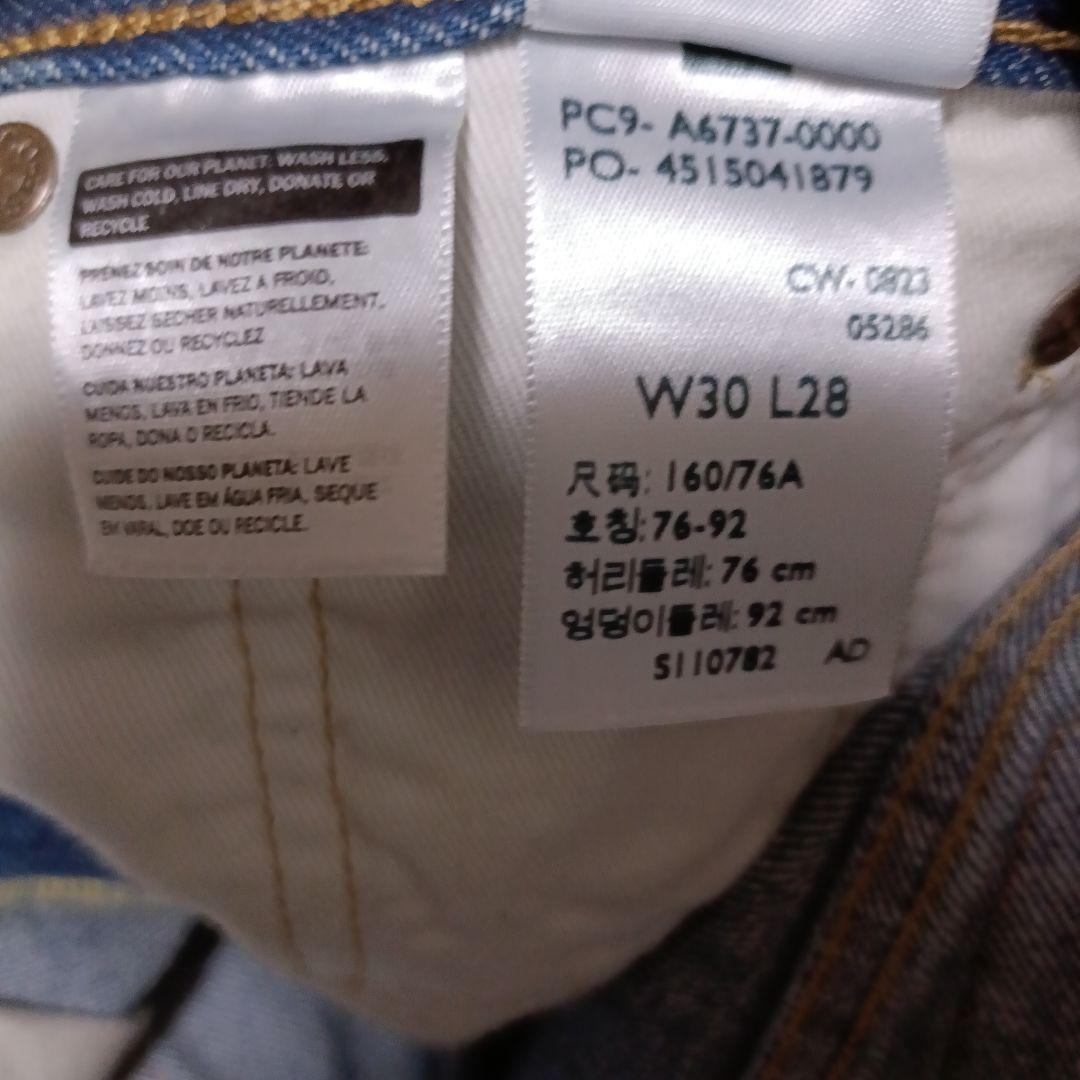 CARE FOR OUR PLANET: WASH LESS,
WASH COLD, LINE DRY, DONATE OR
RECYCLE
PRENEZ SOIN DE NOTRE PLANETE:
LAVEZ MOINS, LAVEZ A FROID,
LAISSEZ SECHER NATURELLEMENT,
DONNEZ OU RECYCLEZ
CUIDA NUESTRO PLANETA: LAVA
MENOS, LAVA EN FRIO, TIENDE LA
ROPA, DONA O RECICLA.
CUIDE DO NOSSO PLANETA: LAVE
MENOS, LAVE EM ÁGUA FRIA, SEQUE
EM VARAL, DOE OU RECICLE.
PC9- A6737-0000
PO- 4515041879
CW- 0823
05286
W30 L28
尺码: 160/76A
호칭: 76-92
허리둘레: 76 cm
엉덩이둘레: 92 cm
S110782 AD